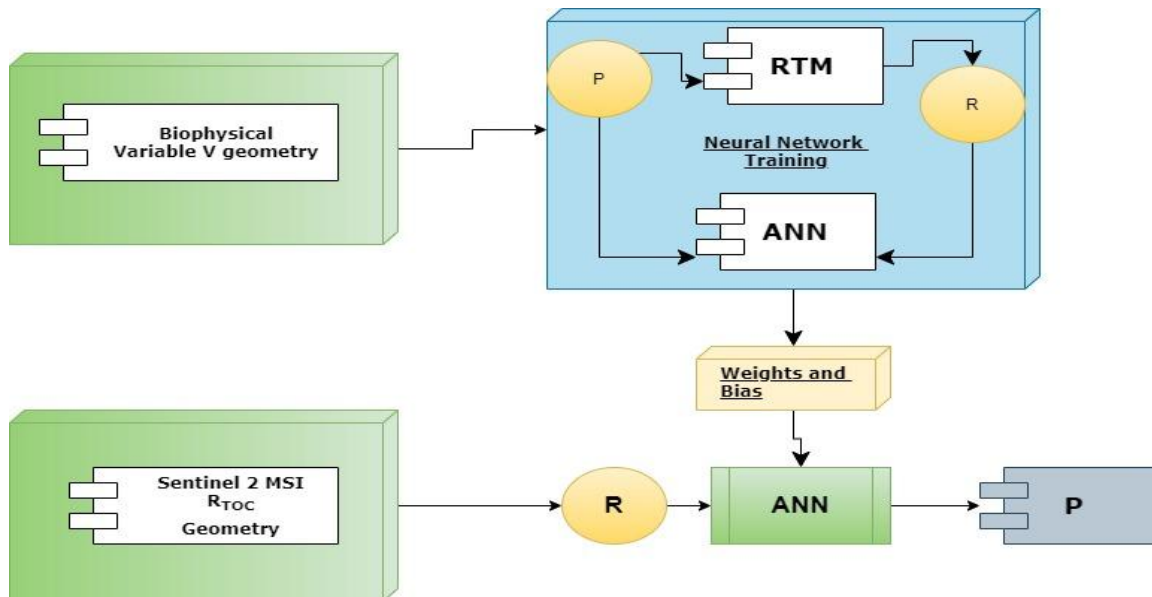 Biophysical
Variable V geometry
P
RTM
R
Neural Network
Training
ANN
Weights and
Bias
Sentinel 2 MSI
RTOC
Geometry
R
ANN
P